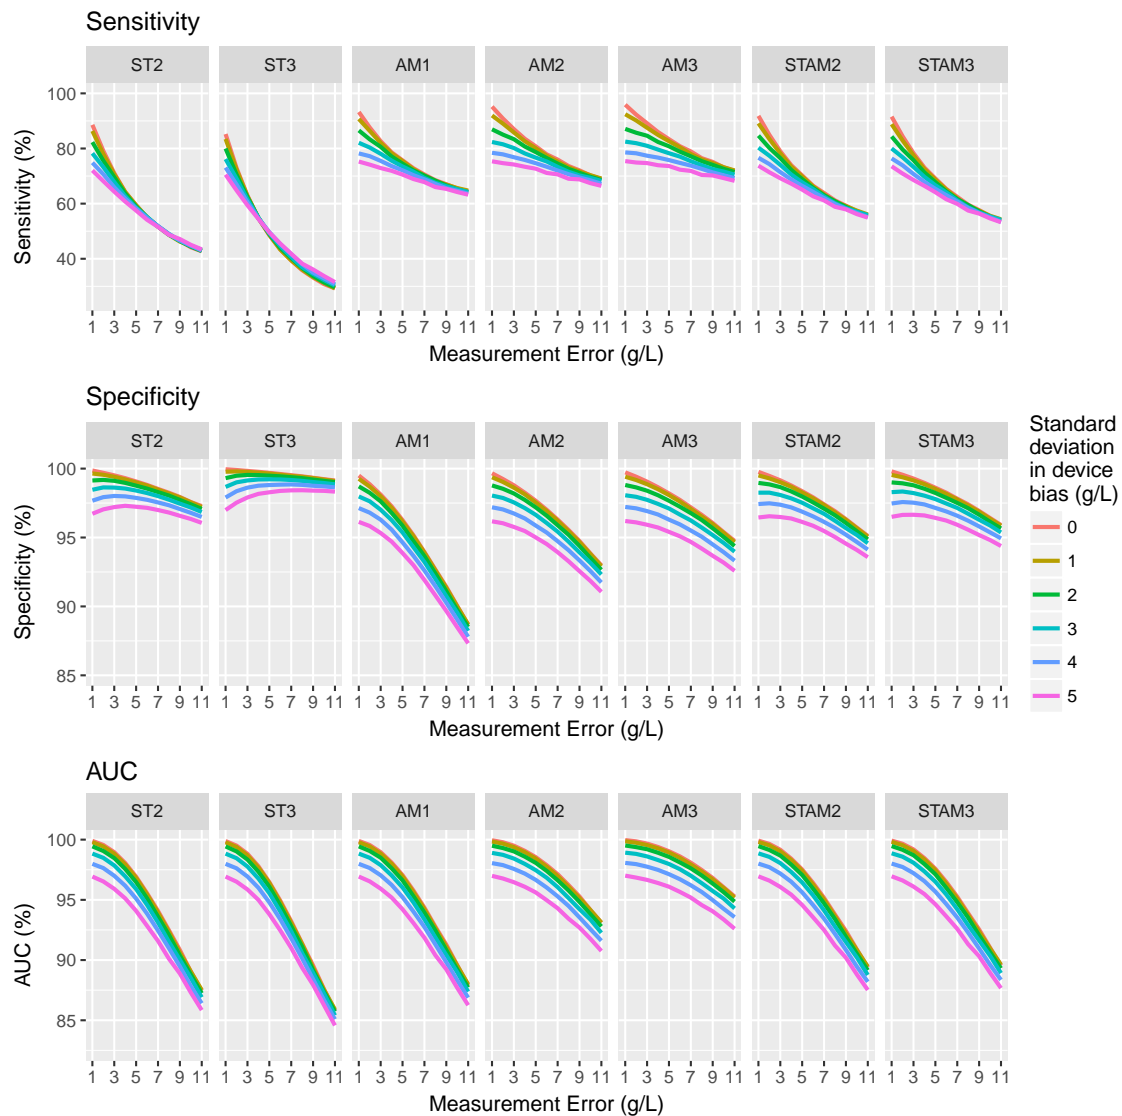 Sensitivity
ST2 ST3 AM1 AM2 AM3 STAM2 STAM3
100
80
60
40
Sensitivity (%)
1 3 5 7 9 11 1 3 5 7 9 11 1 3 5 7 9 11 1 3 5 7 9 11 1 3 5 7 9 11 1 3 5 7 9 11 1 3 5 7 9 11
Measurement Error (g/L)
Specificity
ST2 ST3 AM1 AM2 AM3 STAM2 STAM3
100
95
90
85
Specificity (%)
1 3 5 7 9 11 1 3 5 7 9 11 1 3 5 7 9 11 1 3 5 7 9 11 1 3 5 7 9 11 1 3 5 7 9 11 1 3 5 7 9 11
Measurement Error (g/L)
Standard
deviation
in device
bias (g/L)
0
1
2
3
4
5
AUC
ST2 ST3 AM1 AM2 AM3 STAM2 STAM3
100
95
90
85
AUC (%)
1 3 5 7 9 11 1 3 5 7 9 11 1 3 5 7 9 11 1 3 5 7 9 11 1 3 5 7 9 11 1 3 5 7 9 11 1 3 5 7 9 11
Measurement Error (g/L)